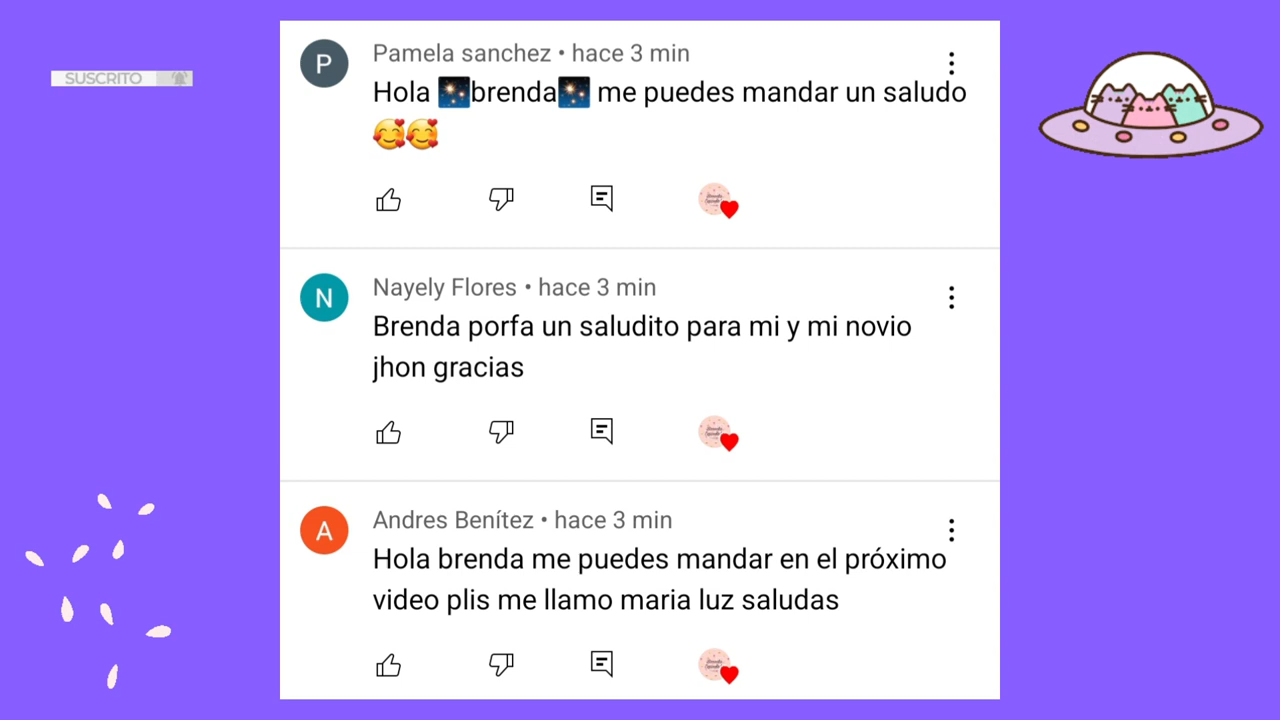 SUSCRITO
P
Pamela sanchez • hace 3 min
Hola 🎇brenda🎇 me puedes mandar un saludo
🥰🥰
N
Nayely Flores • hace 3 min
Brenda porfa un saludito para mi y mi novio
jhon gracias
A
Andres Benítez • hace 3 min
Hola brenda me puedes mandar en el próximo
video plis me llamo maria luz saludas